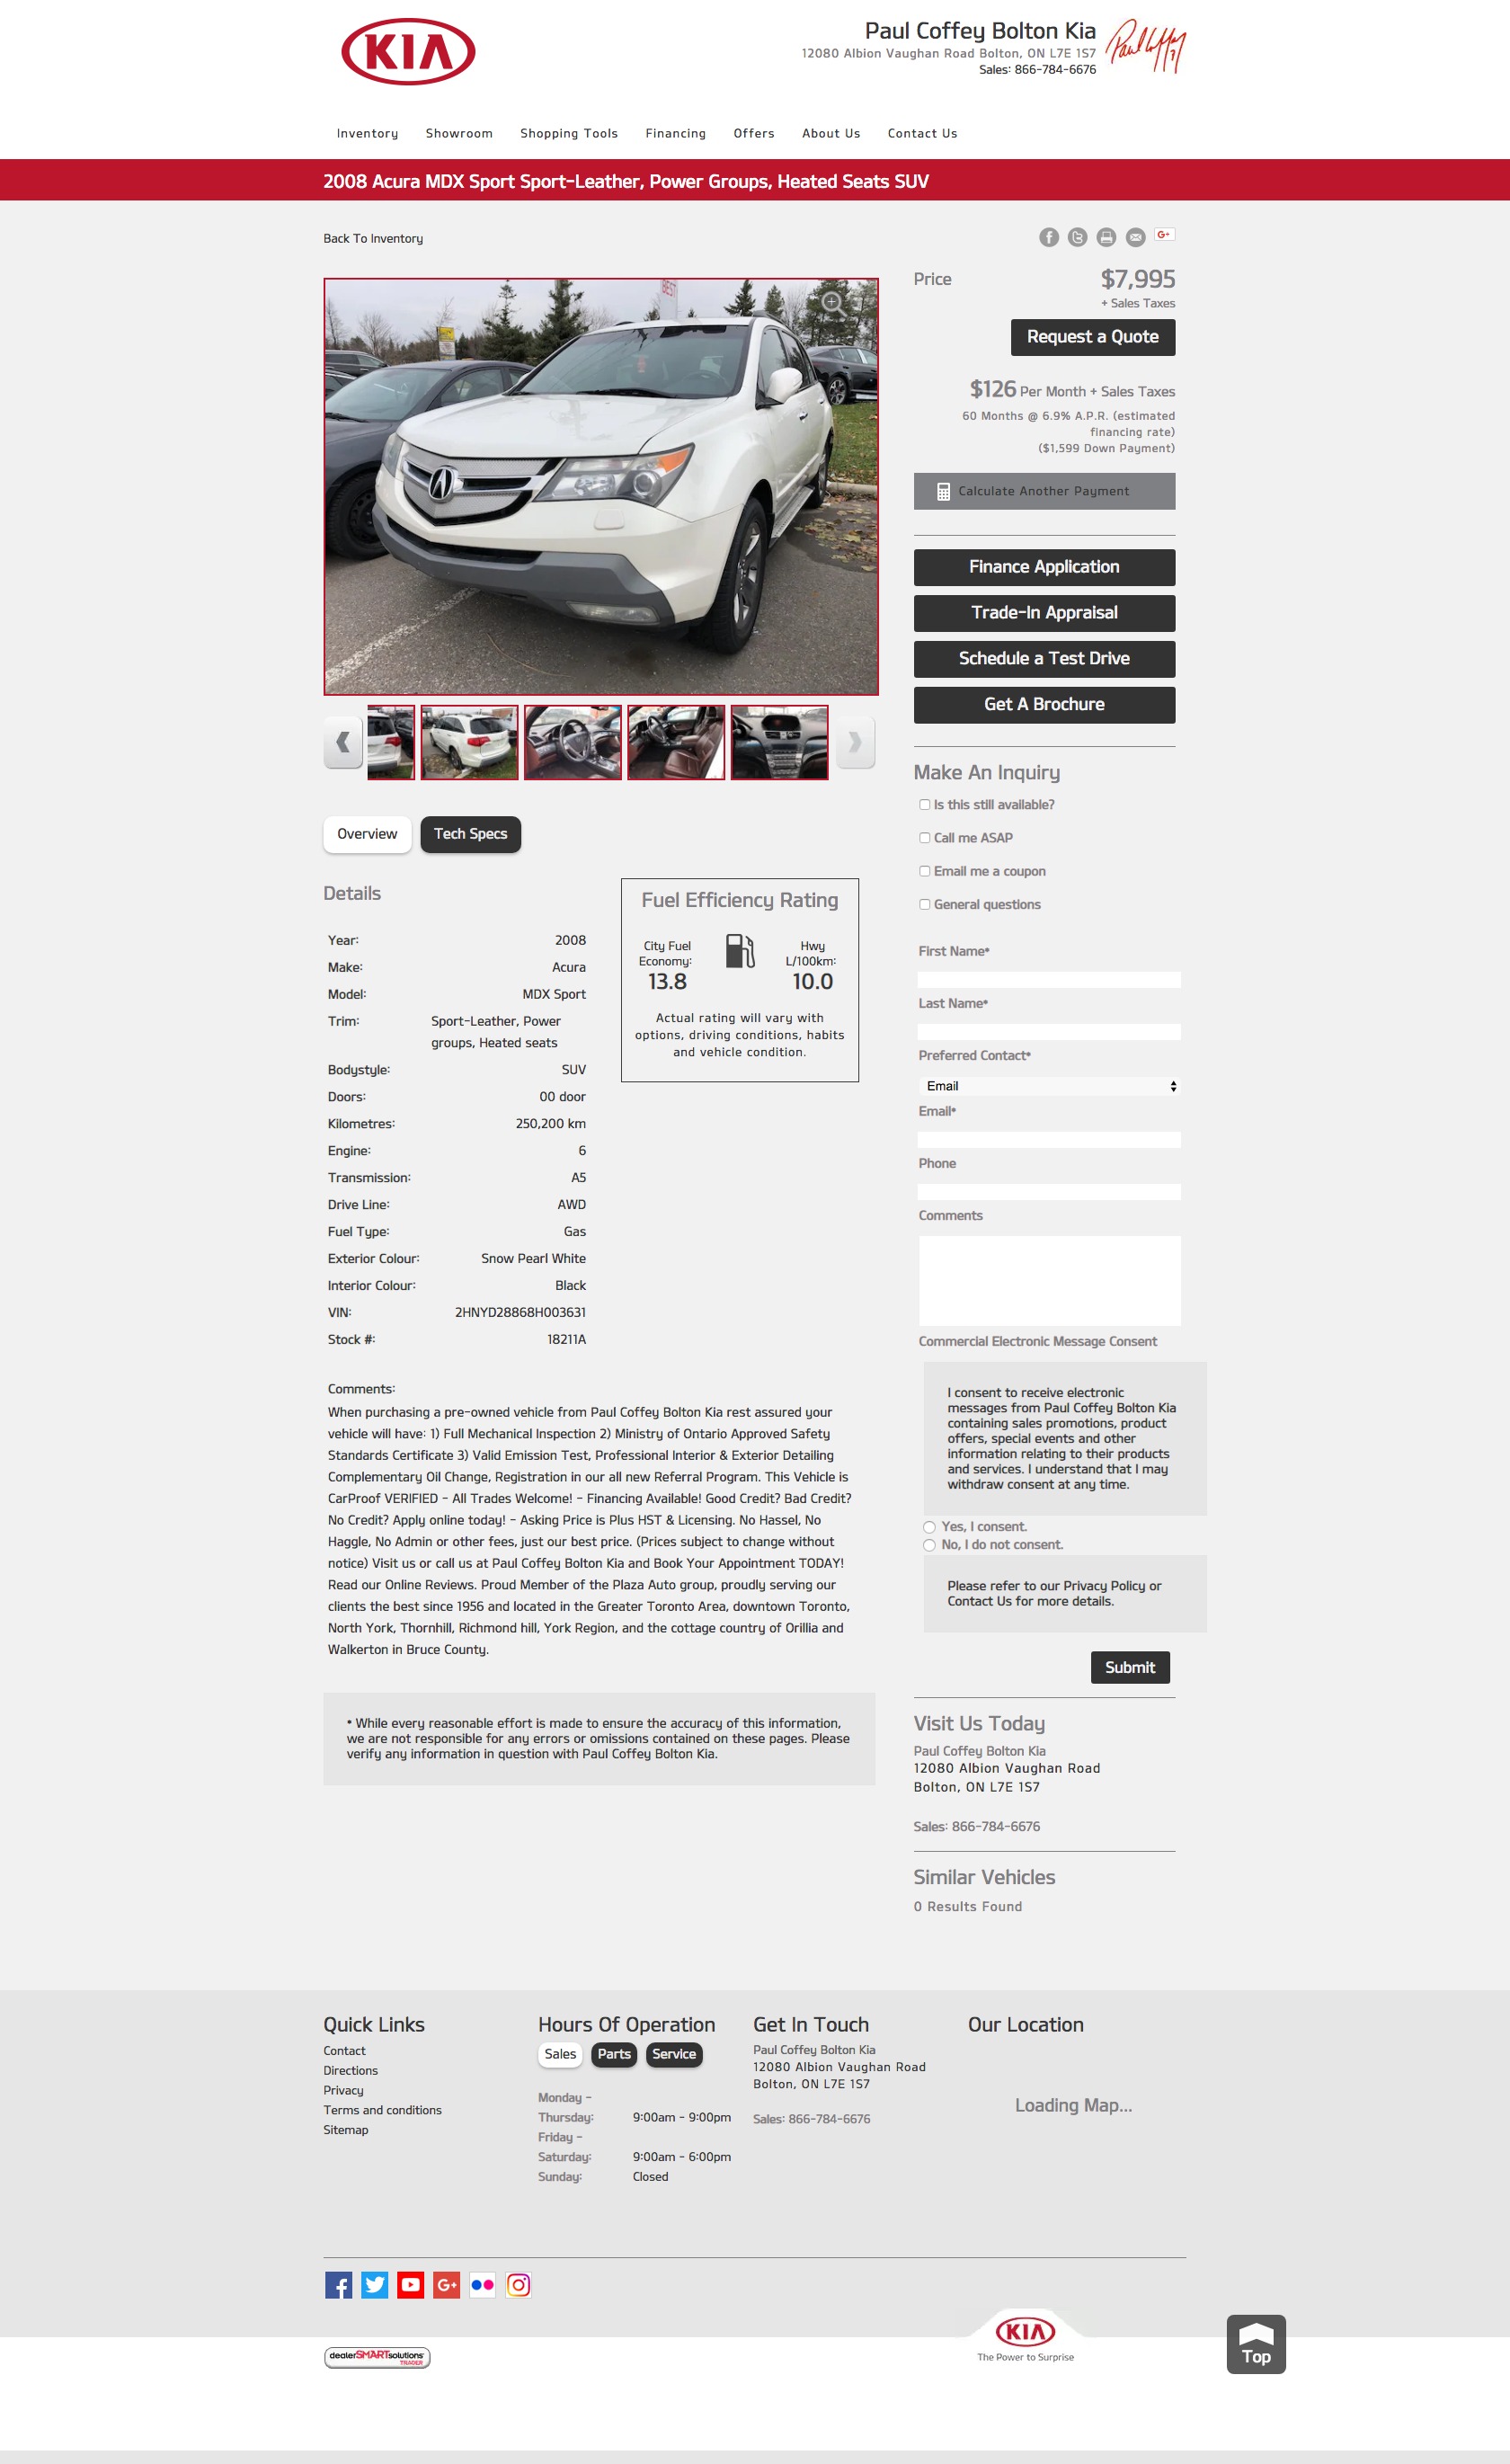 KIA
Paul Coffey Bolton Kia
12080 Albion Vaughan Road Bolton, ON L7E 1S7
Sales: 866-784-6676
Inventory Showroom Shopping Tools Financing Offers About Us Contact Us
2008 Acura MDX Sport Sport-Leather, Power Groups, Heated Seats SUV
Back To Inventory
G+
BEST
Price $7,995
+ Sales Taxes
Request a Quote
$126 Per Month + Sales Taxes
60 Months @ 6.9% A.P.R. (estimated
financing rate)
($1,599 Down Payment)
Calculate Another Payment
Finance Application
Trade-In Appraisal
Schedule a Test Drive
Get A Brochure
Overview Tech Specs
Details
Year: 2008
Make: Acura
Model: MDX Sport
Trim: Sport-Leather, Power
groups, Heated seats
Bodystyle: SUV
Doors: 00 door
Kilometres: 250,200 km
Engine: 6
Transmission: A5
Drive Line: AWD
Fuel Type: Gas
Exterior Colour: Snow Pearl White
Interior Colour: Black
VIN: 2HNYD28868H003631
Stock #: 18211A
Fuel Efficiency Rating
City Fuel
Economy:
13.8
Hwy
L/100km:
10.0
Actual rating will vary with
options, driving conditions, habits
and vehicle condition.
Comments:
When purchasing a pre-owned vehicle from Paul Coffey Bolton Kia rest assured your
vehicle will have: 1) Full Mechanical Inspection 2) Ministry of Ontario Approved Safety
Standards Certificate 3) Valid Emission Test, Professional Interior & Exterior Detailing
Complementary Oil Change, Registration in our all new Referral Program. This Vehicle is
CarProof VERIFIED - All Trades Welcome! - Financing Available! Good Credit? Bad Credit?
No Credit? Apply online today! - Asking Price is Plus HST & Licensing. No Hassel, No
Haggle, No Admin or other fees, just our best price. (Prices subject to change without
notice) Visit us or call us at Paul Coffey Bolton Kia and Book Your Appointment TODAY!
Read our Online Reviews. Proud Member of the Plaza Auto group, proudly serving our
clients the best since 1956 and located in the Greater Toronto Area, downtown Toronto,
North York, Thornhill, Richmond hill, York Region, and the cottage country of Orillia and
Walkerton in Bruce County.
* While every reasonable effort is made to ensure the accuracy of this information,
we are not responsible for any errors or omissions contained on these pages. Please
verify any information in question with Paul Coffey Bolton Kia.
Make An Inquiry
Is this still available?
Call me ASAP
Email me a coupon
General questions
First Name*
Last Name*
Preferred Contact*
Email
Email*
Phone
Comments
Commercial Electronic Message Consent
I consent to receive electronic
messages from Paul Coffey Bolton Kia
containing sales promotions, product
offers, special events and other
information relating to their products
and services. I understand that I may
withdraw consent at any time.
Yes, I consent.
No, I do not consent.
Please refer to our Privacy Policy or
Contact Us for more details.
Submit
Visit Us Today
Paul Coffey Bolton Kia
12080 Albion Vaughan Road
Bolton, ON L7E 1S7
Sales: 866-784-6676
Similar Vehicles
0 Results Found
Quick Links
Contact
Directions
Privacy
Terms and conditions
Sitemap
Hours Of Operation
Sales Parts Service
Monday -
Thursday: 9:00am - 9:00pm
Friday -
Saturday: 9:00am - 6:00pm
Sunday: Closed
Get In Touch
Paul Coffey Bolton Kia
12080 Albion Vaughan Road
Bolton, ON L7E 1S7
Sales: 866-784-6676
Our Location
Loading Map...
G+
dealerSMARTsolutions
TRADER
KIA
The Power to Surprise
Top